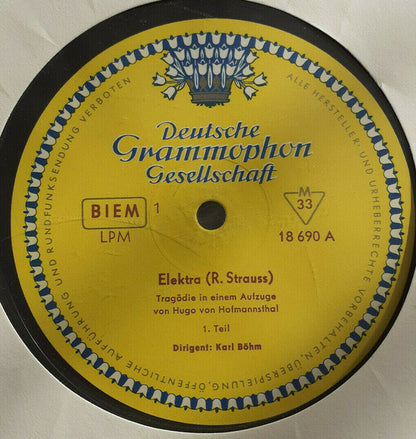 Deutsche
Grammophon
Gesellschaft
BIEM 1
LPM
M
33
18 690 A
Elektra (R. Strauss)
Tragödie in einem Aufzuge
von Hugo von Hofmannsthal
1. Teil
Dirigent: Karl Böhm
ALLE HERSTELLER- UND URHEBERRECHTE VORBEHALTEN, ÜBERSPIELUNG, ÖFFENTLICHE AUFFÜHRUNG UND RUNDFUNKSENDUNG VERBOTEN